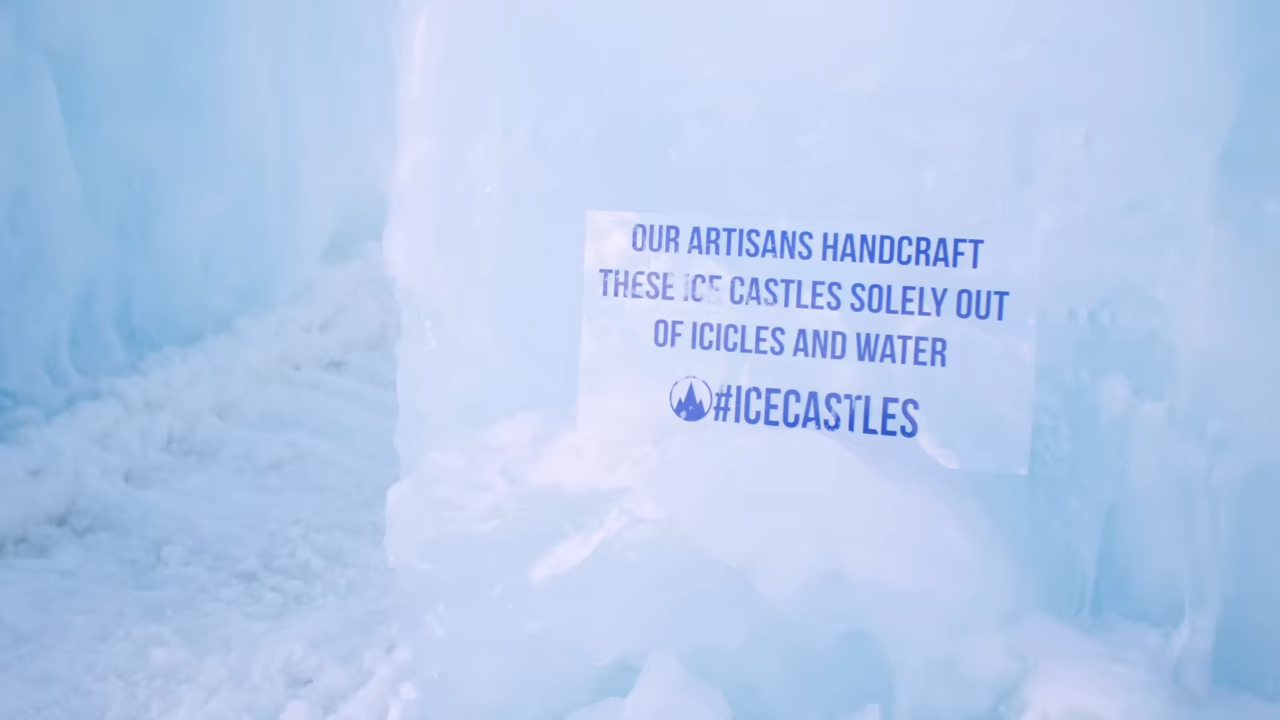 OUR ARTISANS HANDCRAFT
THESE ICE CASTLES SOLELY OUT
OF ICICLES AND WATER
#ICECASTLES